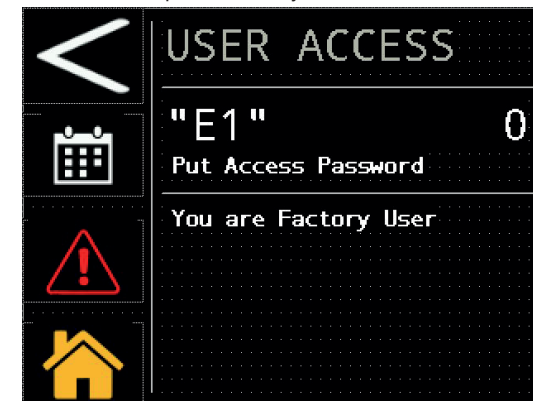 USER ACCESS
"E1" 0
Put Access Password
You are Factory User